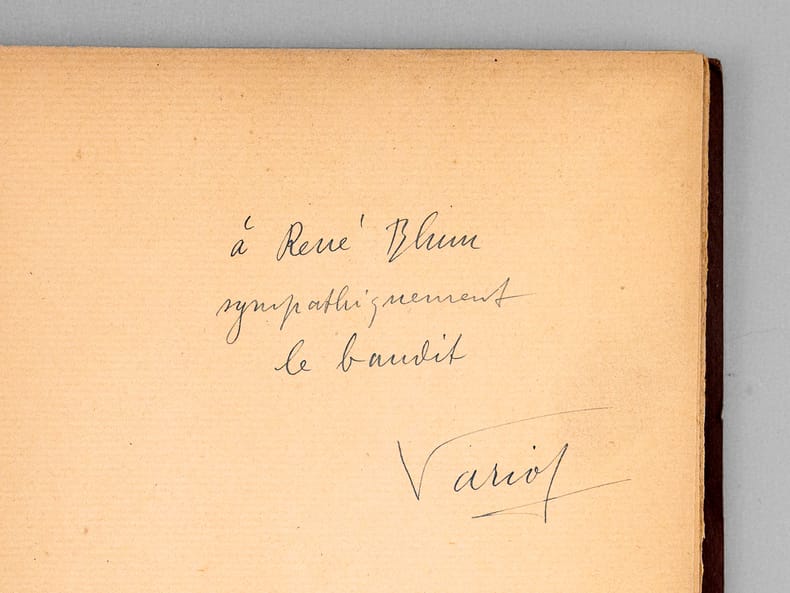 à René Blum
sympathiquement
le bandit
Variot